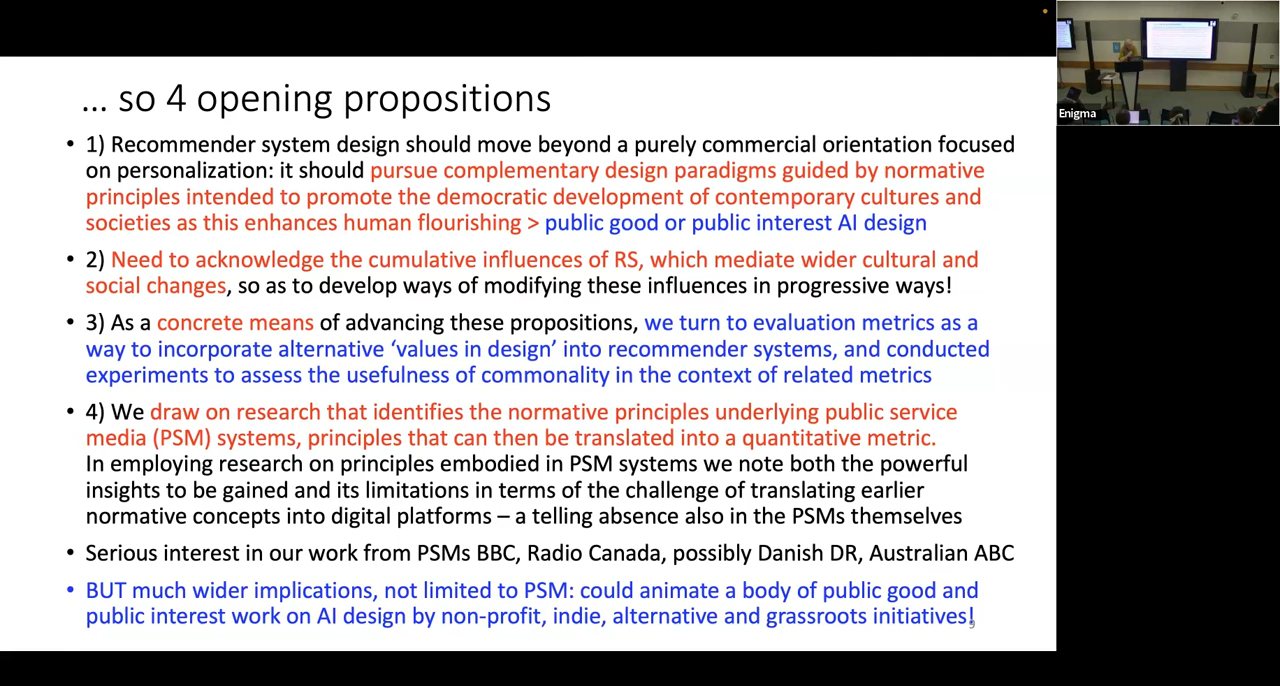 ... so 4 opening propositions
• 1) Recommender system design should move beyond a purely commercial orientation focused
on personalization: it should pursue complementary design paradigms guided by normative
principles intended to promote the democratic development of contemporary cultures and
societies as this enhances human flourishing > public good or public interest AI design
• 2) Need to acknowledge the cumulative influences of RS, which mediate wider cultural and
social changes, so as to develop ways of modifying these influences in progressive ways!
• 3) As a concrete means of advancing these propositions, we turn to evaluation metrics as a
way to incorporate alternative ‘values in design’ into recommender systems, and conducted
experiments to assess the usefulness of commonality in the context of related metrics
• 4) We draw on research that identifies the normative principles underlying public service
media (PSM) systems, principles that can then be translated into a quantitative metric.
In employing research on principles embodied in PSM systems we note both the powerful
insights to be gained and its limitations in terms of the challenge of translating earlier
normative concepts into digital platforms – a telling absence also in the PSMs themselves
• Serious interest in our work from PSMs BBC, Radio Canada, possibly Danish DR, Australian ABC
• BUT much wider implications, not limited to PSM: could animate a body of public good and
public interest work on AI design by non-profit, indie, alternative and grassroots initiatives!
Enigma